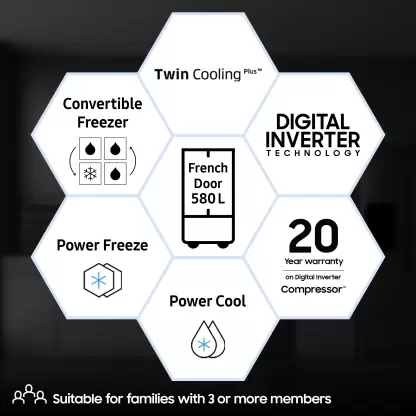 Twin Cooling Plus™
Convertible
Freezer
DIGITAL
INVERTER
TECHNOLOGY
French
Door
580 L
Power Freeze
20
Year warranty
on Digital Inverter
Compressor™
Power Cool
Suitable for families with 3 or more members